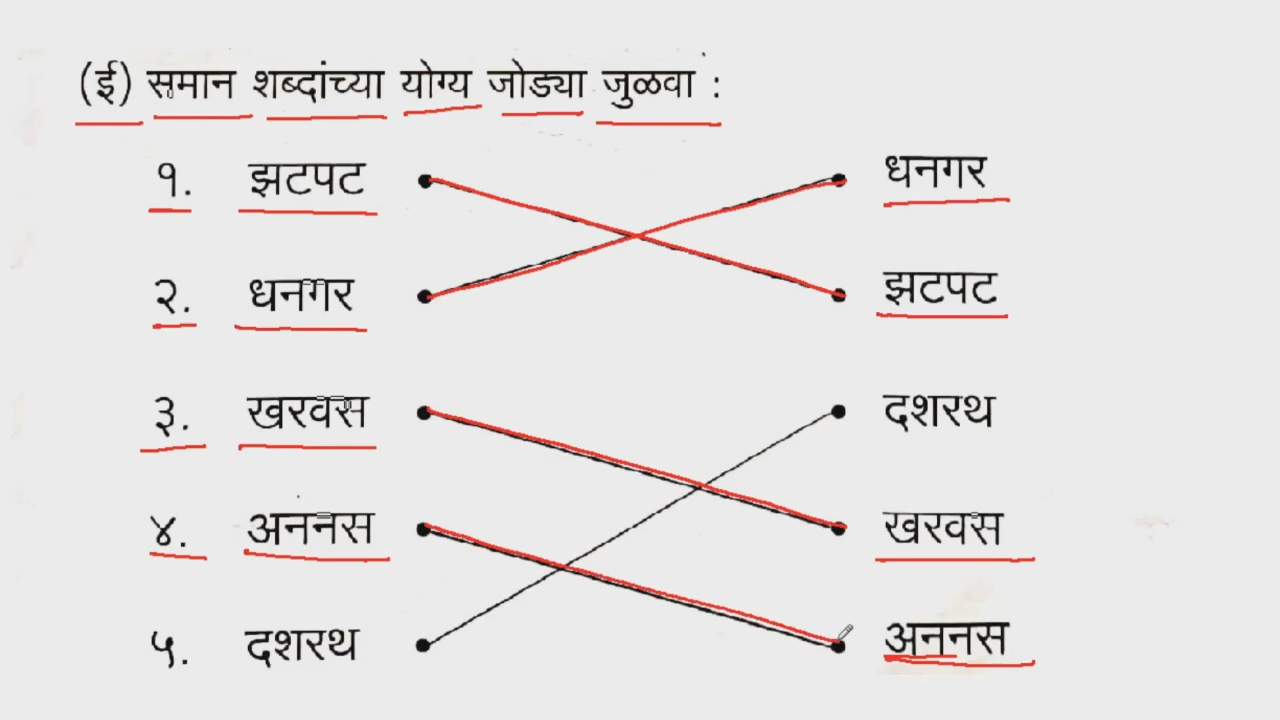 (ई) समान शब्दांच्या योग्य जोड्या जुळवा :
१. झटपट धनगर
२. धनगर झटपट
३. खरवस दशरथ
४. अननस खरवस
५. दशरथ अननस